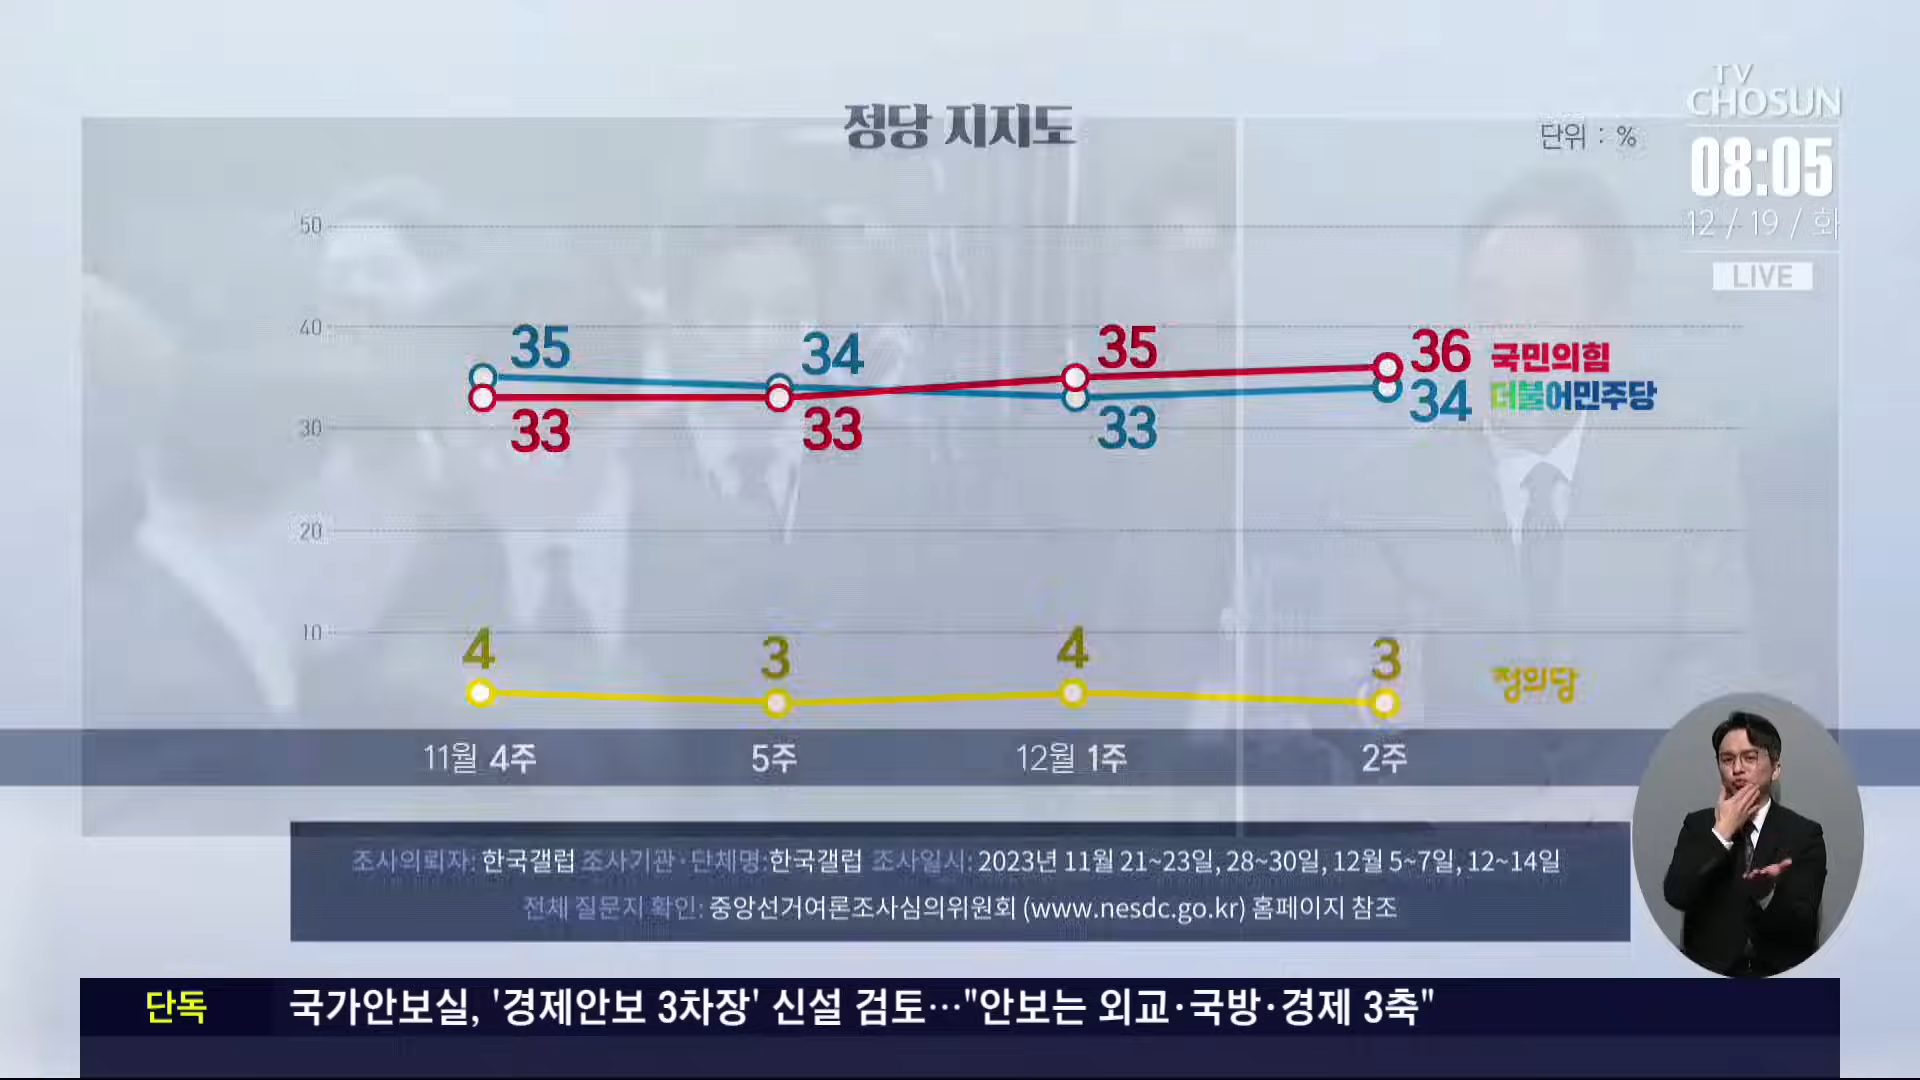 TV
CHOSUN
정당 지지도
단위 : %
08:05
12 / 19 / 화
LIVE
50
40
30
20
10
35
34
35
36
국민의힘
33
33
33
34
더불어민주당
4
3
4
3
정의당
11월 4주
5주
12월 1주
2주
조사의뢰자: 한국갤럽 조사기관·단체명:한국갤럽 조사일시: 2023년 11월 21~23일, 28~30일, 12월 5~7일, 12~14일
전체 질문지 확인: 중앙선거여론조사심의위원회 (www.nesdc.go.kr) 홈페이지 참조
단독
국가안보실, '경제안보 3차장' 신설 검토…"안보는 외교·국방·경제 3축"